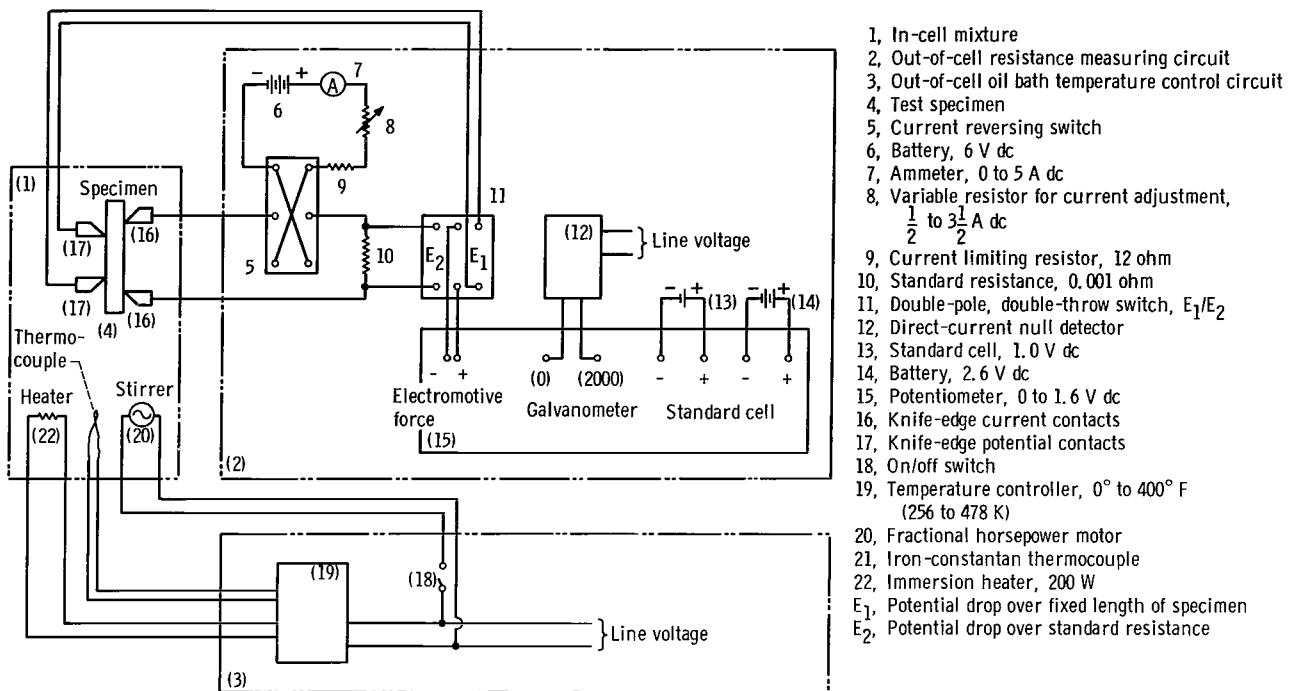 (1)
Specimen
(17)
(16)
(17)
(16)
(4)
Thermo-
couple
Heater
(22)
Stirrer
(20)
- +
6
7
A
8
9
5
10
11
E2
E1
(12)
Line voltage
- +
(13)
- +
(14)
- +
Electromotive
force
(0) (2000)
Galvanometer
- + - +
Standard cell
(15)
(2)
(19)
(18)
Line voltage
(3)
1, In-cell mixture
2, Out-of-cell resistance measuring circuit
3, Out-of-cell oil bath temperature control circuit
4, Test specimen
5, Current reversing switch
6, Battery, 6 V dc
7, Ammeter, 0 to 5 A dc
8, Variable resistor for current adjustment,
1/2 to 3 1/2 A dc
9, Current limiting resistor, 12 ohm
10, Standard resistance, 0.001 ohm
11, Double-pole, double-throw switch, E1/E2
12, Direct-current null detector
13, Standard cell, 1.0 V dc
14, Battery, 2.6 V dc
15, Potentiometer, 0 to 1.6 V dc
16, Knife-edge current contacts
17, Knife-edge potential contacts
18, On/off switch
19, Temperature controller, 0° to 400° F
(256 to 478 K)
20, Fractional horsepower motor
21, Iron-constantan thermocouple
22, Immersion heater, 200 W
E1, Potential drop over fixed length of specimen
E2, Potential drop over standard resistance